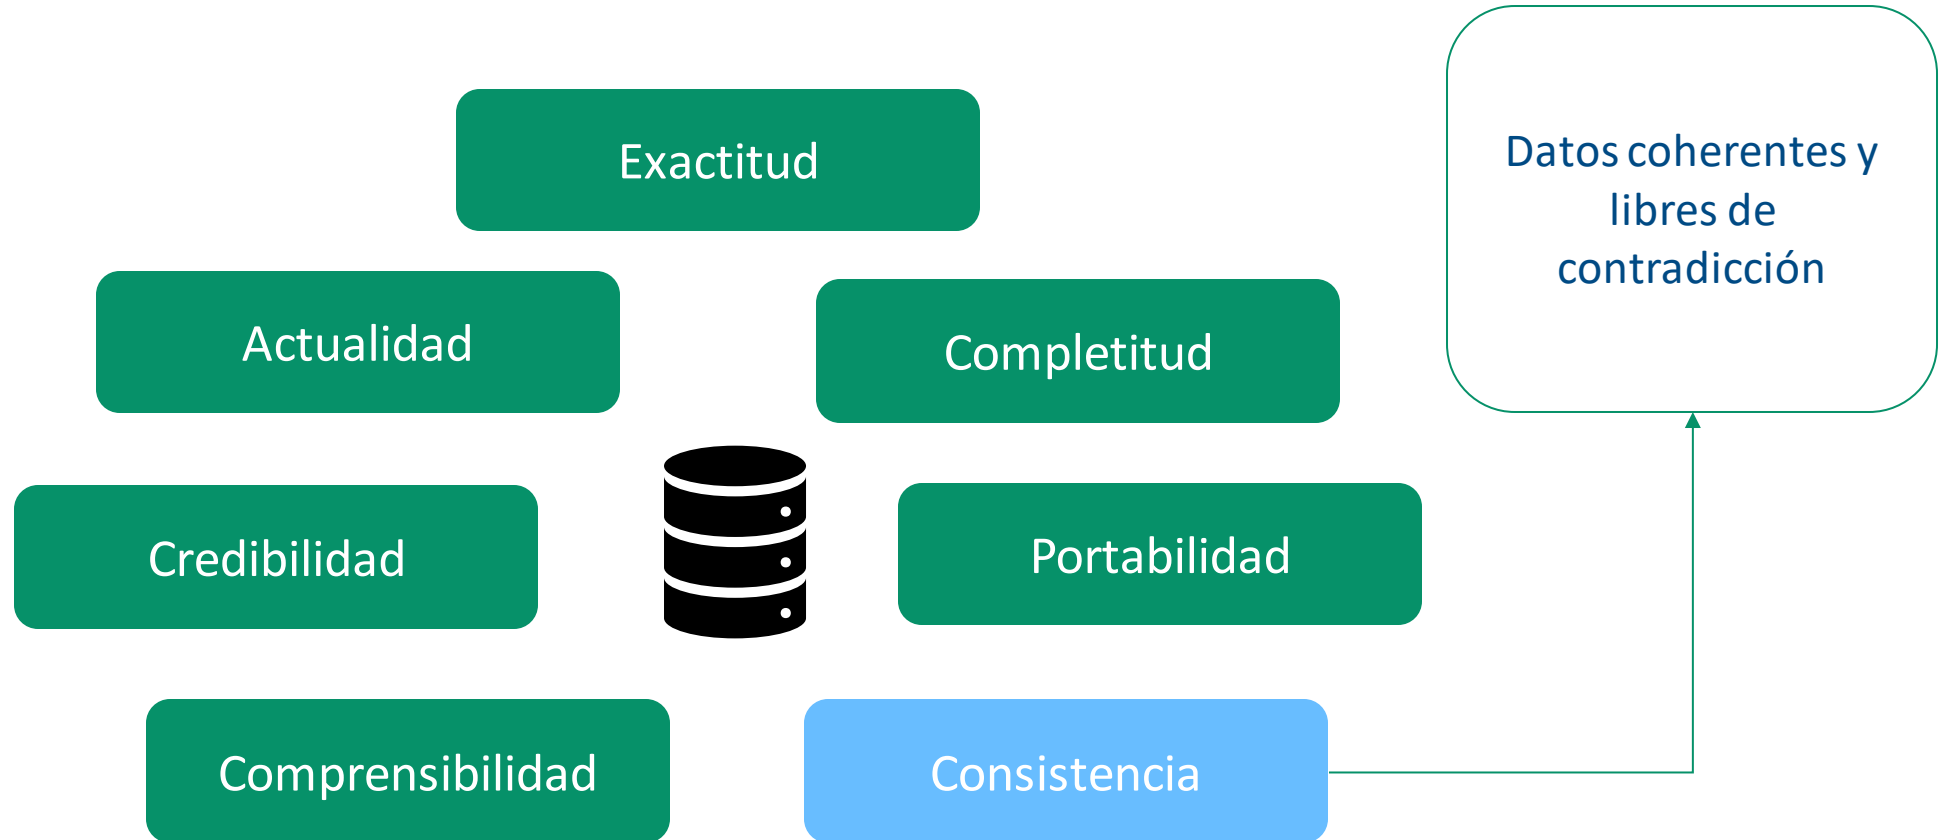 Exactitud
Actualidad
Completitud
Credibilidad
Portabilidad
Comprensibilidad
Consistencia
Datos coherentes y
libres de
contradicción